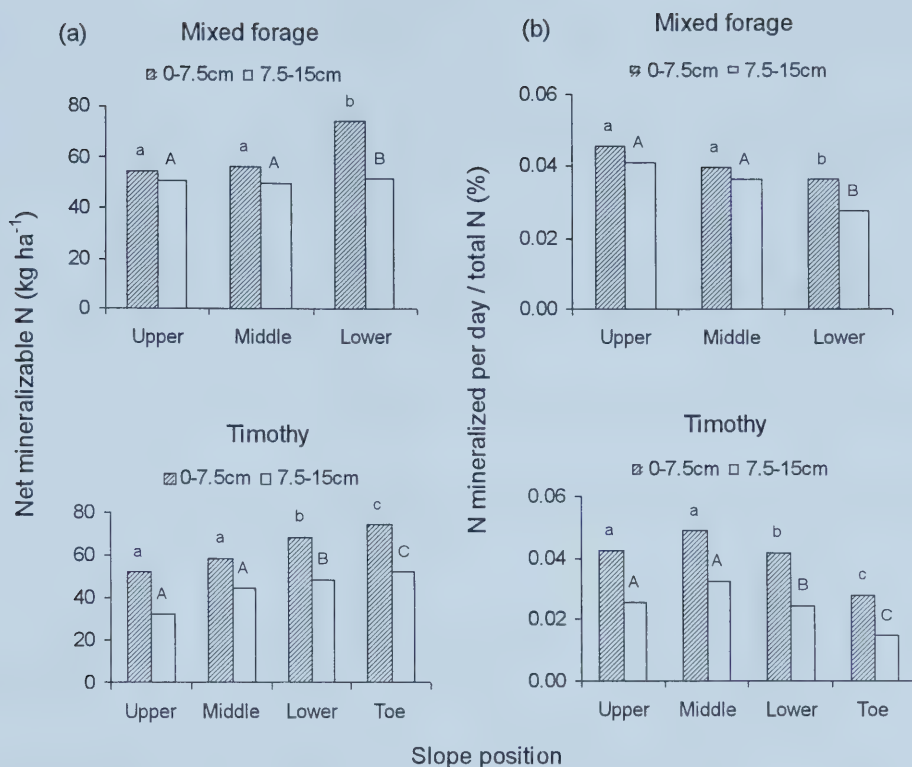 (a) Mixed forage
0-7.5cm 7.5-15cm
Net mineralizable N (kg ha⁻¹)
80
60
40
20
0
a A a A b B
Upper Middle Lower
Timothy
0-7.5cm 7.5-15cm
80
60
40
20
0
a A a A b B c C
Upper Middle Lower Toe
(b) Mixed forage
0-7.5cm 7.5-15cm
N mineralized per day / total N (%)
0.06
0.04
0.02
0.00
a A a A b B
Upper Middle Lower
Timothy
0-7.5cm 7.5-15cm
0.06
0.04
0.02
0.00
a A a A b B c C
Upper Middle Lower Toe
Slope position